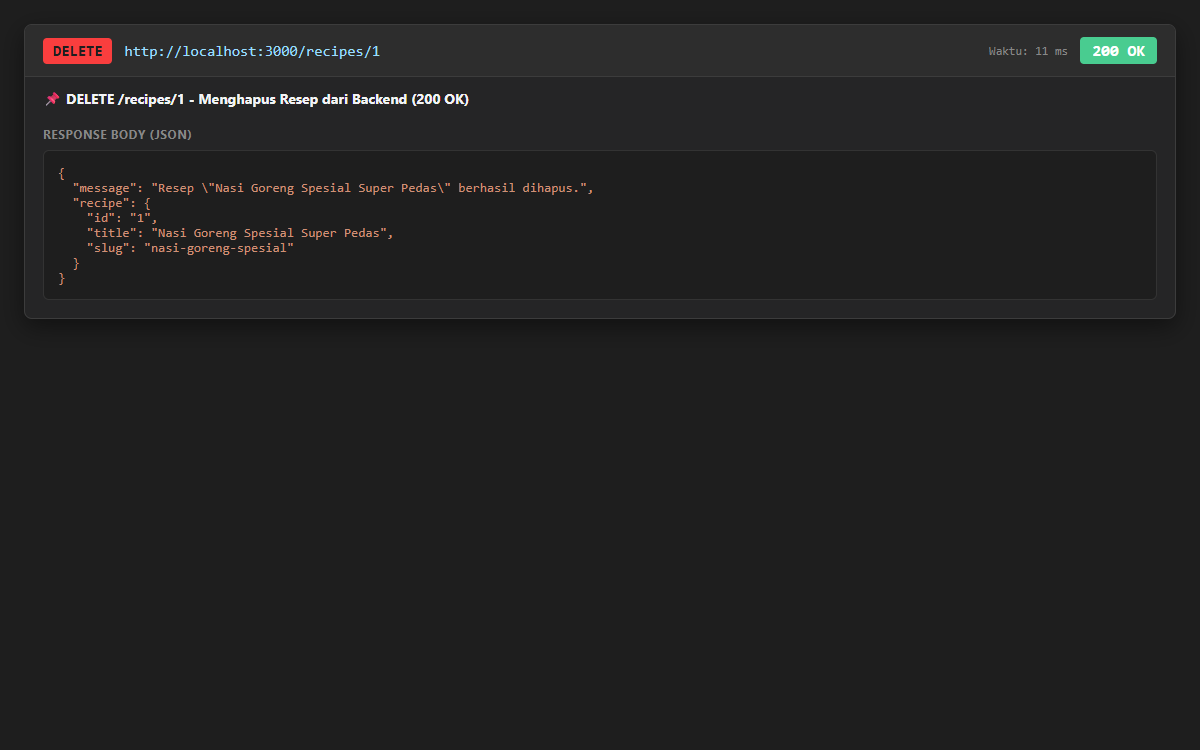 DELETE http://localhost:3000/recipes/1 Waktu: 11 ms 200 OK
📌 DELETE /recipes/1 - Menghapus Resep dari Backend (200 OK)
RESPONSE BODY (JSON)
{
  "message": "Resep \"Nasi Goreng Spesial Super Pedas\" berhasil dihapus.",
  "recipe": {
    "id": "1",
    "title": "Nasi Goreng Spesial Super Pedas",
    "slug": "nasi-goreng-spesial"
  }
}